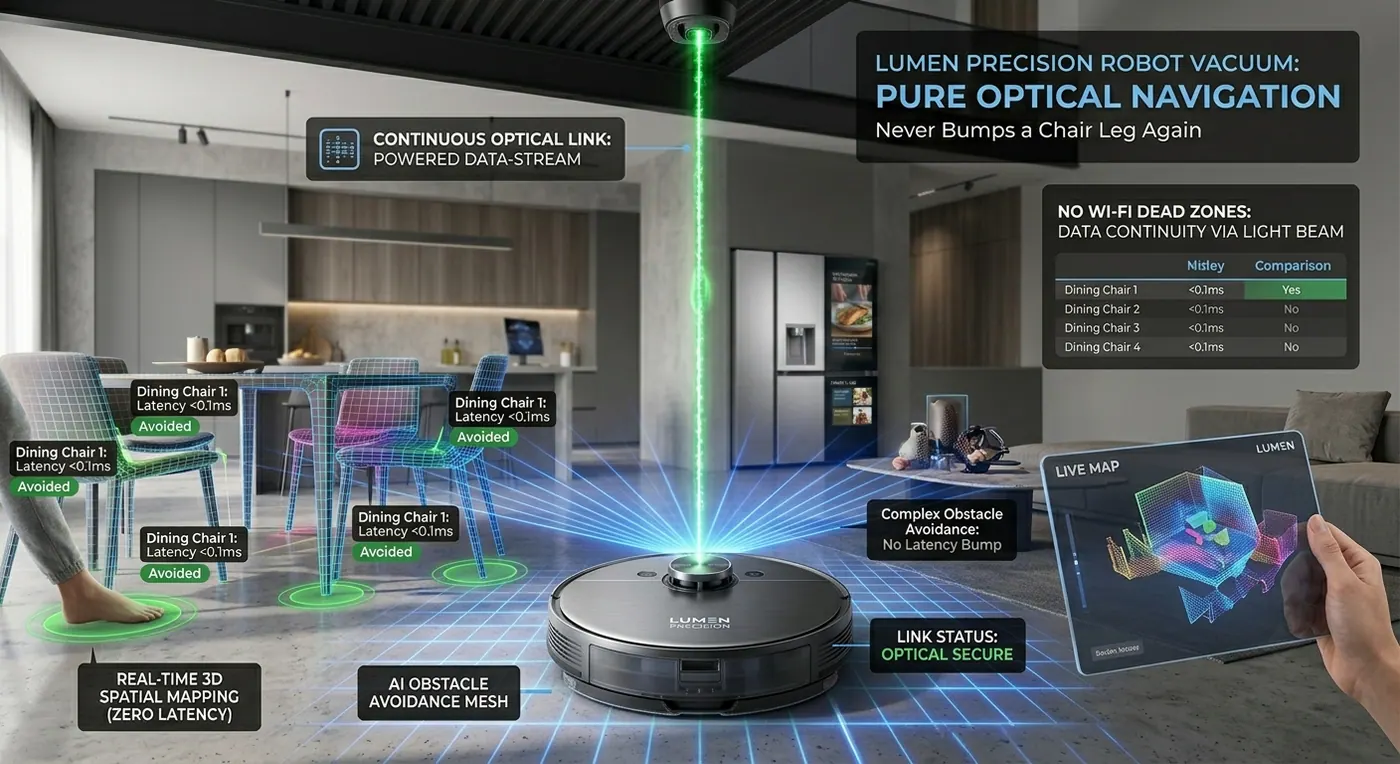 LUMEN PRECISION ROBOT VACUUM:
PURE OPTICAL NAVIGATION
Never Bumps a Chair Leg Again
CONTINUOUS OPTICAL LINK:
POWERED DATA-STREAM
NO WI-FI DEAD ZONES:
DATA CONTINUITY VIA LIGHT BEAM
Nisley Comparison
Dining Chair 1 <0.1ms Yes
Dining Chair 2 <0.1ms No
Dining Chair 3 <0.1ms No
Dining Chair 4 <0.1ms No
Dining Chair 1:
Latency <0.1ms
Avoided
Dining Chair 1:
Latency <0.1ms
Avoided
Dining Chair 1:
Latency <0.1ms
Avoided
Dining Chair 1:
Latency <0.1ms
Avoided
Dining Chair 1:
Latency <0.1ms
Avoided
LIVE MAP
LUMEN
Complex Obstacle
Avoidance:
No Latency Bump
LUMEN
PRECISION
LINK STATUS:
OPTICAL SECURE
REAL-TIME 3D
SPATIAL MAPPING
(ZERO LATENCY)
AI OBSTACLE
AVOIDANCE MESH